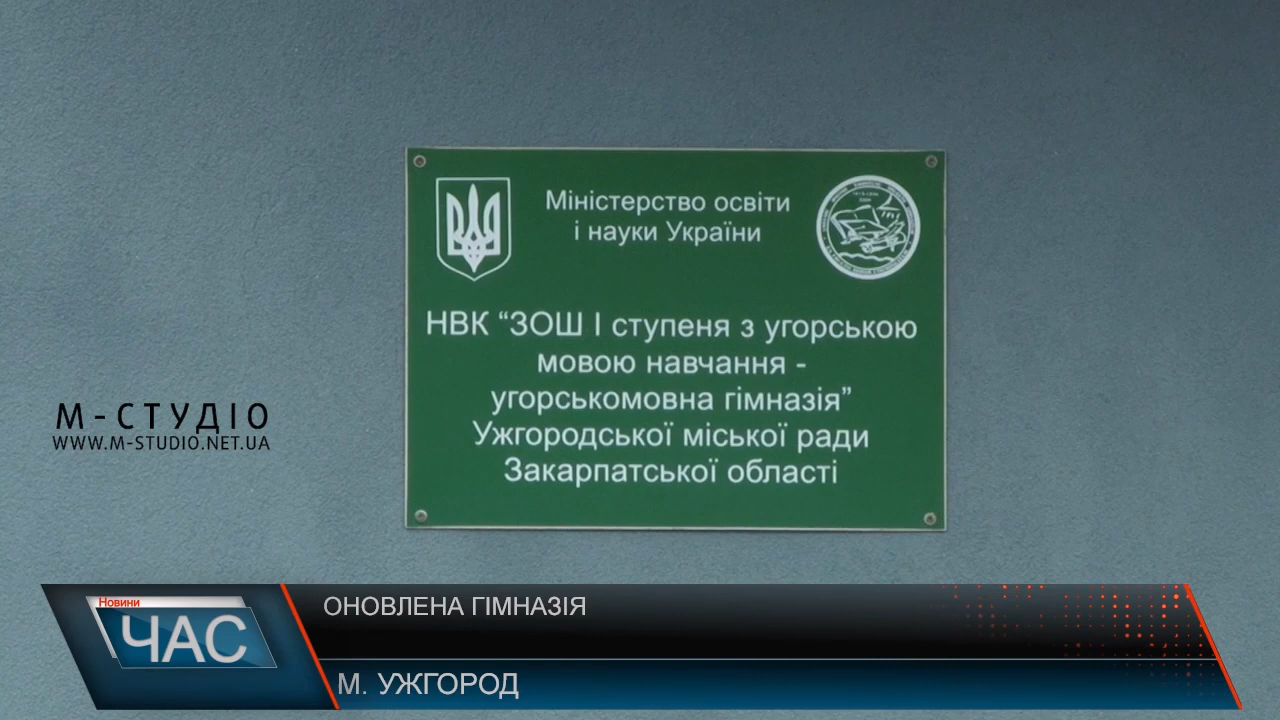 Міністерство освіти
і науки України
НВК “ЗОШ І ступеня з угорською
мовою навчання -
угорськомовна гімназія”
Ужгородської міської ради
Закарпатської області
М-СТУДІО
WWW.M-STUDIO.NET.UA
Новини
ЧАС
ОНОВЛЕНА ГІМНАЗІЯ
М. УЖГОРОД